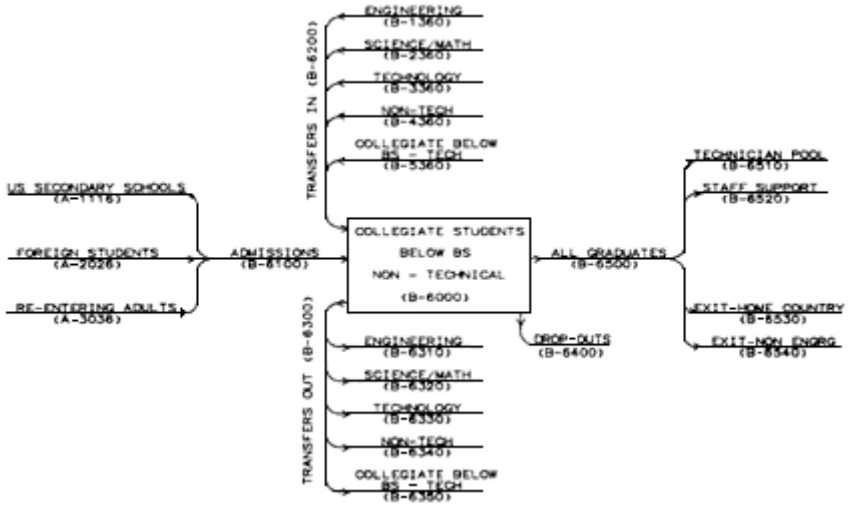 ENGINEERING
(B-1360)
SCIENCE/MATH
(B-2360)
TECHNOLOGY
(B-3360)
NON-TECH
(B-4360)
COLLEGIATE BELOW
BS - TECH
(B-5360)
TRANSFERS IN (B-6200)
US SECONDARY SCHOOLS
(A-1116)
FOREIGN STUDENTS
(A-2026)
RE-ENTERING ADULTS
(A-3036)
ADMISSIONS
(B-6100)
COLLEGIATE STUDENTS
BELOW BS
NON - TECHNICAL
(B-6000)
ALL GRADUATES
(B-6500)
TECHNICIAN POOL
(B-6510)
STAFF SUPPORT
(B-6520)
EXIT-HOME COUNTRY
(B-6530)
EXIT-NON ENGRG
(B-6540)
DROP-OUTS
(B-6400)
TRANSFERS OUT (B-6300)
ENGINEERING
(B-6310)
SCIENCE/MATH
(B-6320)
TECHNOLOGY
(B-6330)
NON-TECH
(B-6340)
COLLEGIATE BELOW
BS - TECH
(B-6350)